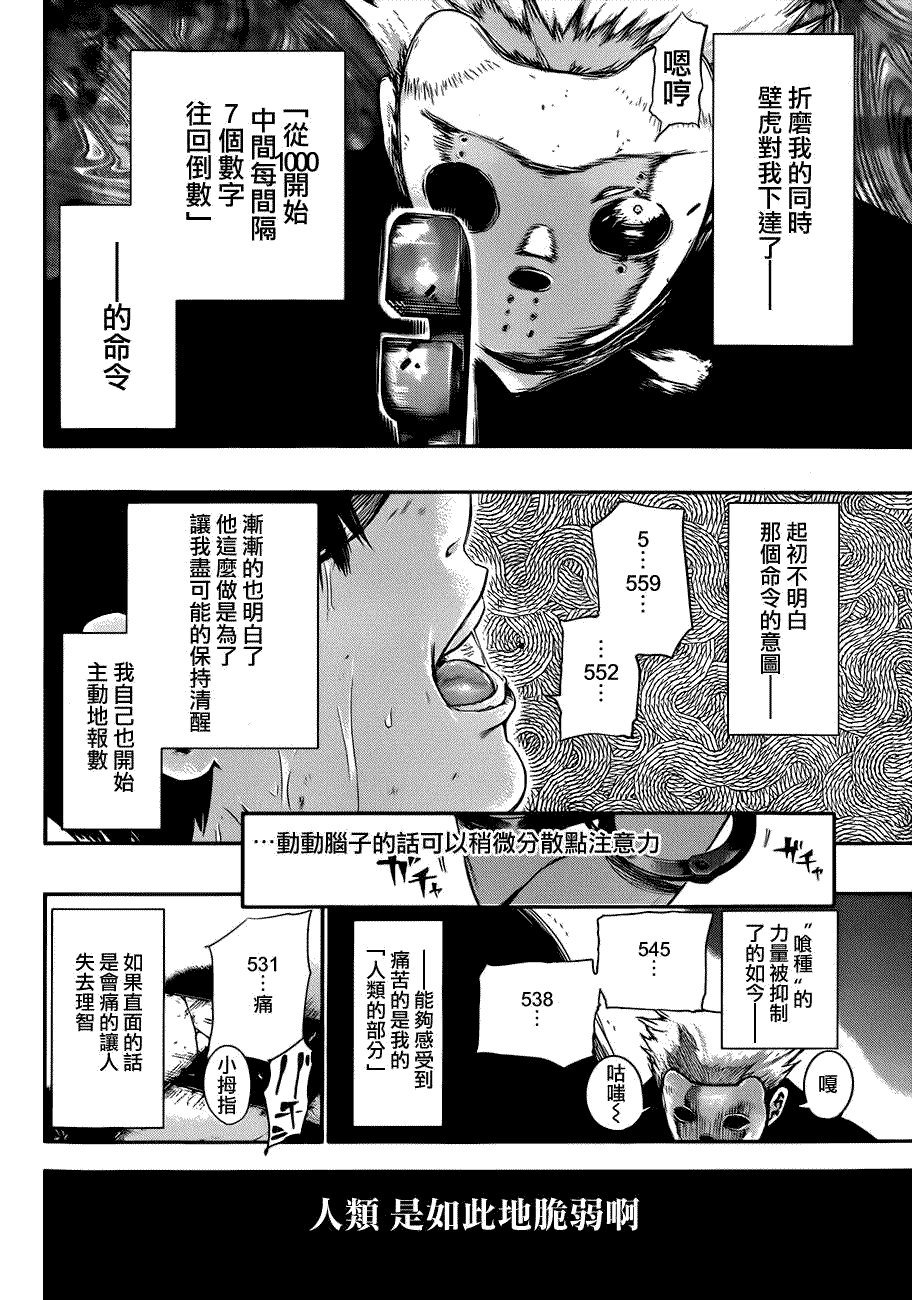 折磨我的同時
壁虎對我下達了——
嗯哼
「從1000開始
中間每間隔
7個數字
往回倒數」
——的命令
起初不明白
那個命令的意圖——
5…
…559
…
552
…
漸漸的也明白了
他這麼做是為了
讓我盡可能的保持清醒
我自己也開始
主動地報數
…動動腦子的話可以稍微分散點注意力
ガチャ
ガチャ
“喰種”的
力量被抑制
了的如今——
545
…
538
…
嘎
咕嗤～
——能夠感受到
痛苦的是我的
「人類的部分」
531
…痛
小拇指
如果直面的話
是會痛的讓人
失去理智
人類 是如此地脆弱啊